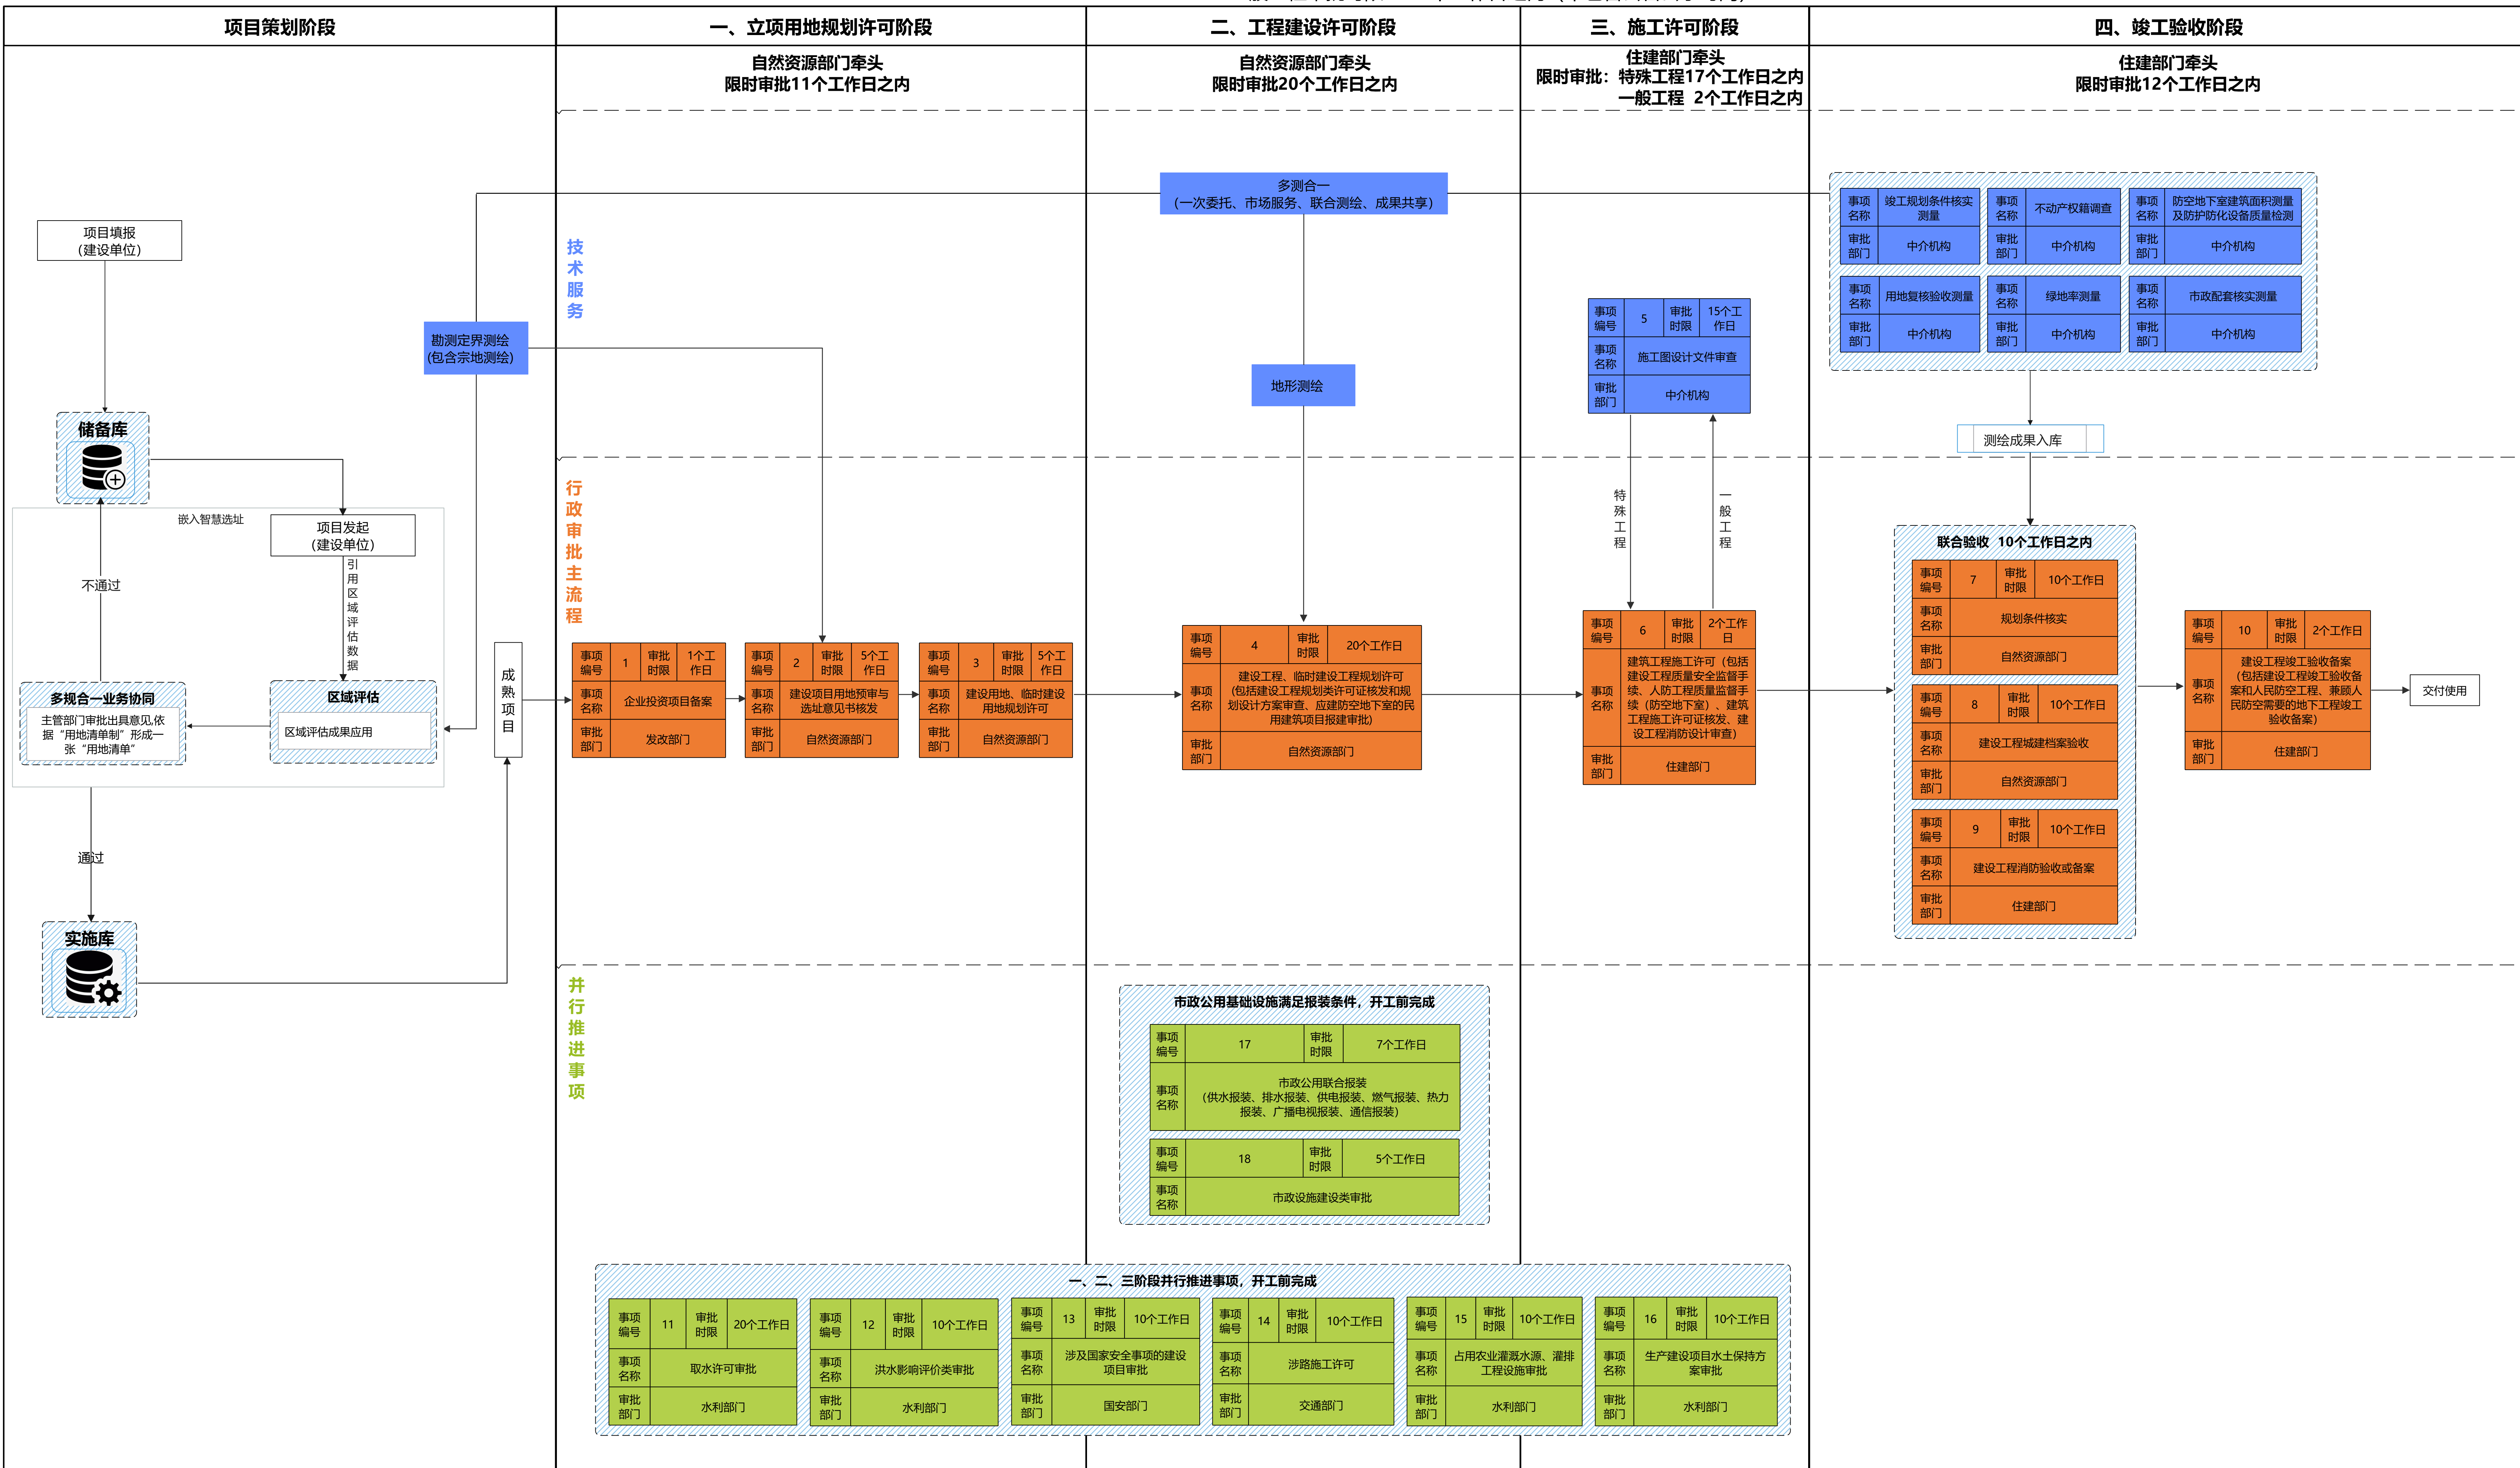 项目策划阶段
一、立项用地规划许可阶段
二、工程建设许可阶段
三、施工许可阶段
四、竣工验收阶段
自然资源部门牵头
限时审批11个工作日之内
自然资源部门牵头
限时审批20个工作日之内
住建部门牵头
限时审批：特殊工程17个工作日之内
一般工程 2个工作日之内
住建部门牵头
限时审批12个工作日之内
项目填报
（建设单位）
储备库
嵌入智慧选址
项目发起
（建设单位）
引用区域评估数据
不通过
多规合一业务协同
主管部门审批出具意见,依
据“用地清单制”形成一
张“用地清单”
区域评估
区域评估成果应用
通过
实施库
成熟项目
勘测定界测绘
(包含宗地测绘)
技术服务
多测合一
（一次委托、市场服务、联合测绘、成果共享）
地形测绘
事项编号 5 审批时限 15个工作日
事项名称 施工图设计文件审查
审批部门 中介机构
事项名称 竣工规划条件核实
测量
审批部门 中介机构
事项名称 不动产权籍调查
审批部门 中介机构
事项名称 防空地下室建筑面积测量
及防护防化设备质量检测
审批部门 中介机构
事项名称 用地复核验收测量
审批部门 中介机构
事项名称 绿地率测量
审批部门 中介机构
事项名称 市政配套核实测量
审批部门 中介机构
测绘成果入库
行政审批主流程
特殊工程
一般工程
事项编号 1 审批时限 1个工作日
事项名称 企业投资项目备案
审批部门 发改部门
事项编号 2 审批时限 5个工作日
事项名称 建设项目用地预审与
选址意见书核发
审批部门 自然资源部门
事项编号 3 审批时限 5个工作日
事项名称 建设用地、临时建设
用地规划许可
审批部门 自然资源部门
事项编号 4 审批时限 20个工作日
事项名称 建设工程、临时建设工程规划许可
(包括建设工程规划类许可证核发和规
划设计方案审查、应建防空地下室的民
用建筑项目报建审批)
审批部门 自然资源部门
事项编号 6 审批时限 2个工作日
事项名称 建筑工程施工许可（包括
建设工程质量安全监督手
续、人防工程质量监督手
续（防空地下室）、建筑
工程施工许可证核发、建
设工程消防设计审查）
审批部门 住建部门
联合验收 10个工作日之内
事项编号 7 审批时限 10个工作日
事项名称 规划条件核实
审批部门 自然资源部门
事项编号 8 审批时限 10个工作日
事项名称 建设工程城建档案验收
审批部门 自然资源部门
事项编号 9 审批时限 10个工作日
事项名称 建设工程消防验收或备案
审批部门 住建部门
事项编号 10 审批时限 2个工作日
事项名称 建设工程竣工验收备案
（包括建设工程竣工验收备
案和人民防空工程、兼顾人
民防空需要的地下工程竣工
验收备案）
审批部门 住建部门
交付使用
并行推进事项
市政公用基础设施满足报装条件，开工前完成
事项编号 17 审批时限 7个工作日
事项名称 市政公用联合报装
（供水报装、排水报装、供电报装、燃气报装、热力
报装、广播电视报装、通信报装）
事项编号 18 审批时限 5个工作日
事项名称 市政设施建设类审批
一、二、三阶段并行推进事项，开工前完成
事项编号 11 审批时限 20个工作日
事项名称 取水许可审批
审批部门 水利部门
事项编号 12 审批时限 10个工作日
事项名称 洪水影响评价类审批
审批部门 水利部门
事项编号 13 审批时限 10个工作日
事项名称 涉及国家安全事项的建设
项目审批
审批部门 国安部门
事项编号 14 审批时限 10个工作日
事项名称 涉路施工许可
审批部门 交通部门
事项编号 15 审批时限 10个工作日
事项名称 占用农业灌溉水源、灌排
工程设施审批
审批部门 水利部门
事项编号 16 审批时限 10个工作日
事项名称 生产建设项目水土保持方
案审批
审批部门 水利部门